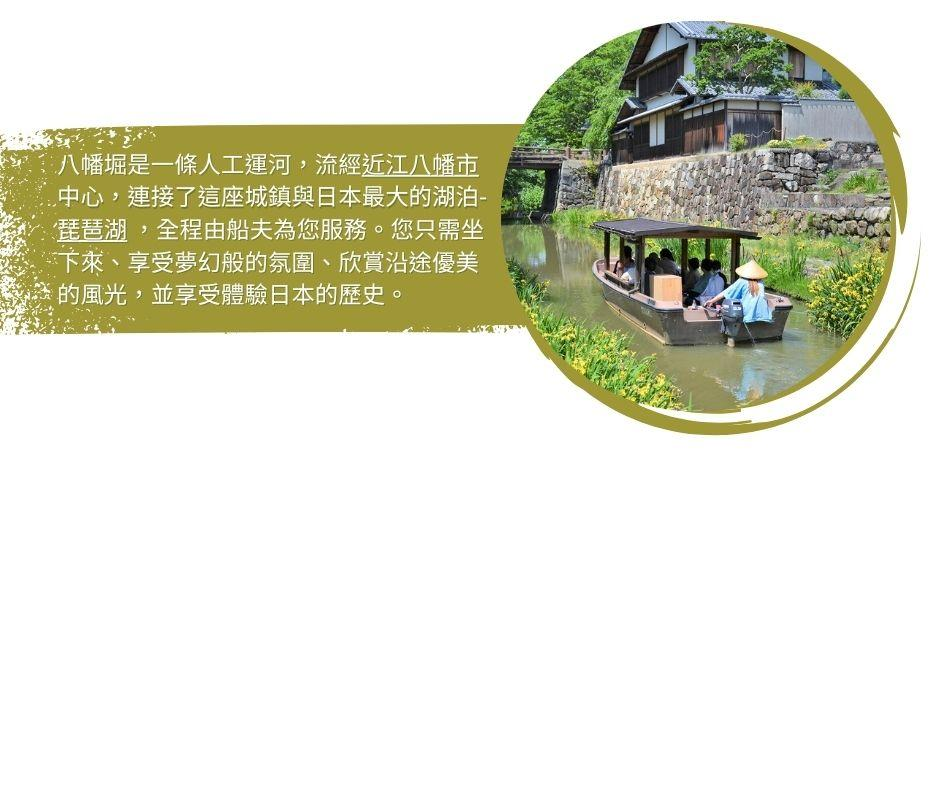 八幡堀是一條人工運河，流經近江八幡市
中心，連接了這座城鎮與日本最大的湖泊-
琵琶湖 ，全程由船夫為您服務。您只需坐
下來、享受夢幻般的氛圍、欣賞沿途優美
的風光，並享受體驗日本的歷史。